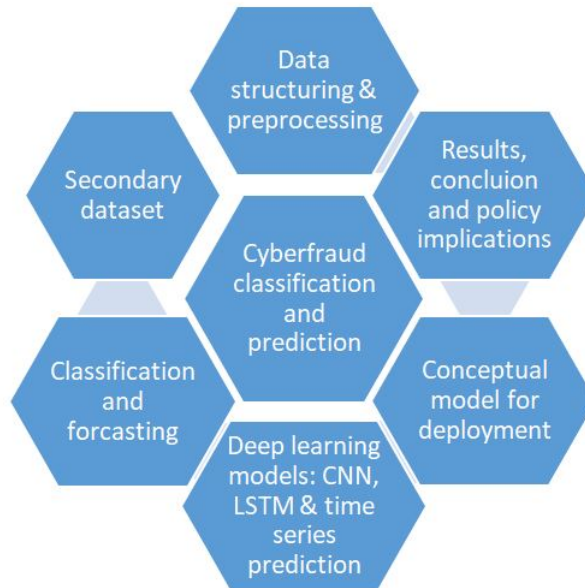 Data
structuring &
preprocessing
Secondary
dataset
Results,
concluion
and policy
implications
Cyberfraud
classification
and
prediction
Classification
and
forcasting
Conceptual
model for
deployment
Deep learning
models: CNN,
LSTM & time
series
prediction